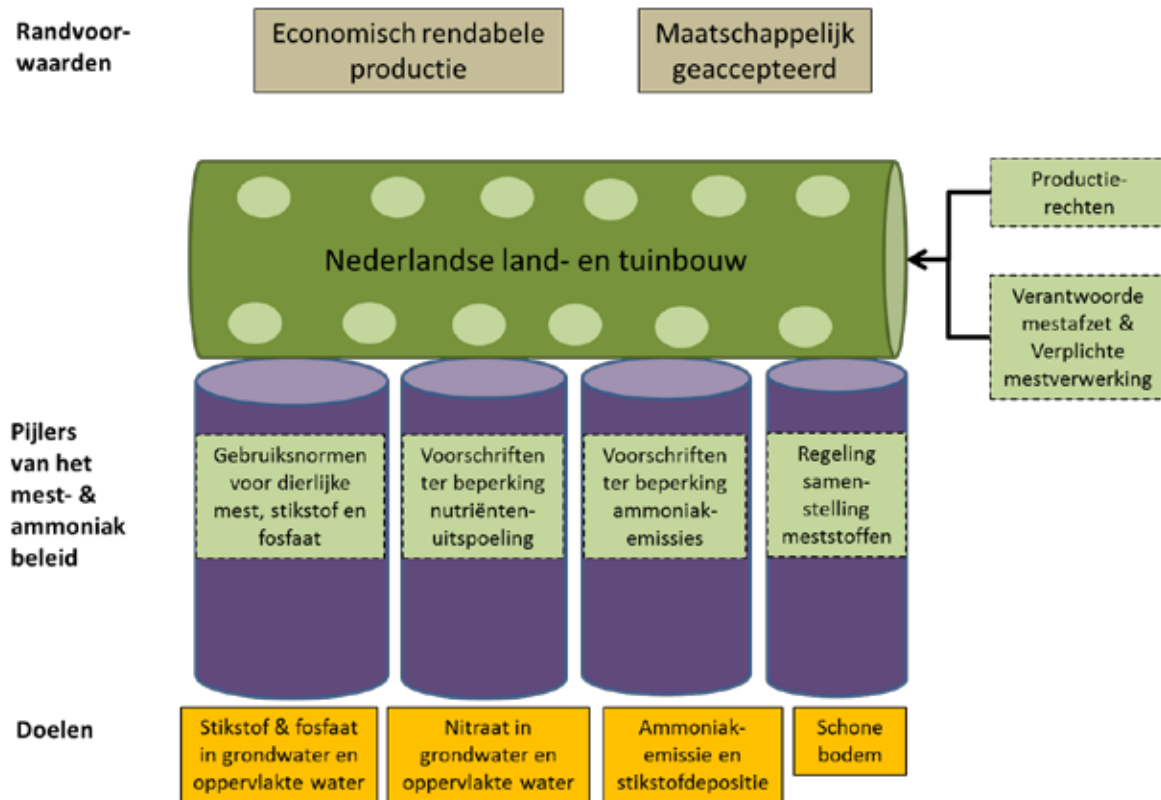 Randvoor-
waarden
Economisch rendabele
productie
Maatschappelijk
geaccepteerd
Nederlandse land- en tuinbouw
Productie-
rechten
Verantwoorde
mestafzet &
Verplichte
mestverwerking
Pijlers
van het
mest- &
ammoniak
beleid
Gebruiksnormen
voor dierlijke
mest, stikstof en
fosfaat
Voorschriften
ter beperking
nutriënten-
uitspoeling
Voorschriften
ter beperking
ammoniak-
emissies
Regeling
samen-
stelling
meststoffen
Doelen
Stikstof & fosfaat
in grondwater en
oppervlakte water
Nitraat in
grondwater en
oppervlakte water
Ammoniak-
emissie en
stikstofdepositie
Schone
bodem